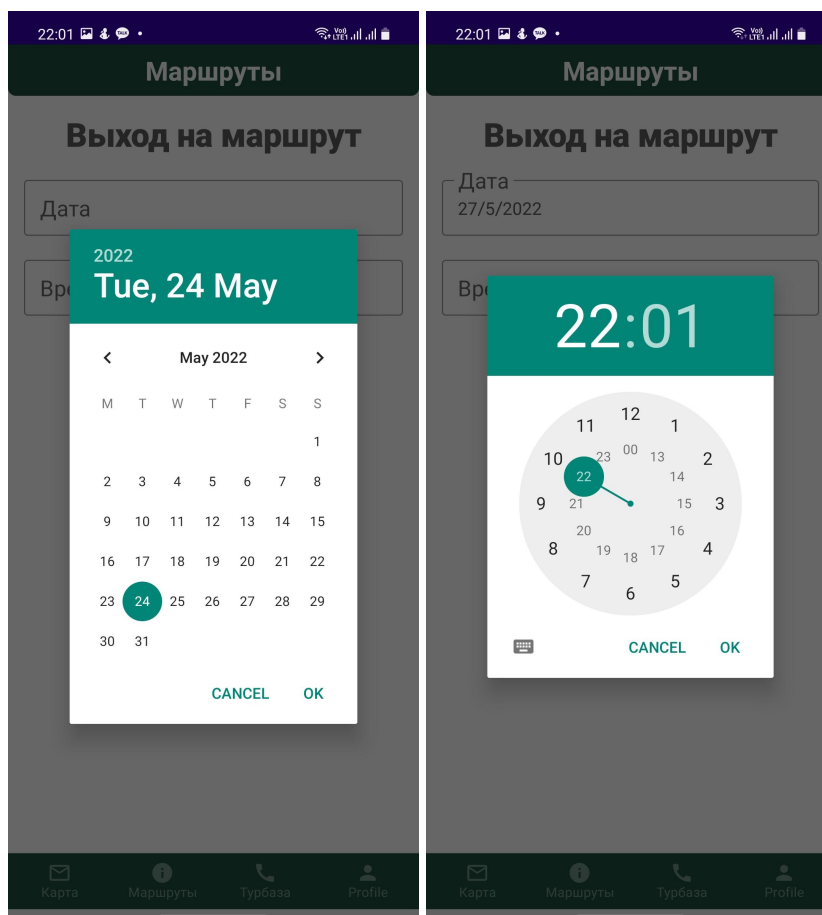 22:01
Маршруты
Выход на маршрут
Дата
Вре
2022
Tue, 24 May
May 2022
M T W T F S S
1
2 3 4 5 6 7 8
9 10 11 12 13 14 15
16 17 18 19 20 21 22
23 24 25 26 27 28 29
30 31
CANCEL OK
Карта Маршруты Турбаза Profile
22:01
Маршруты
Выход на маршрут
Дата
27/5/2022
Вр
22:01
12
11 1
00
10 23 13 2
22 14
9 21 15 3
20 16
8 19 18 17 4
7 5
6
CANCEL OK
Карта Маршруты Турбаза Profile